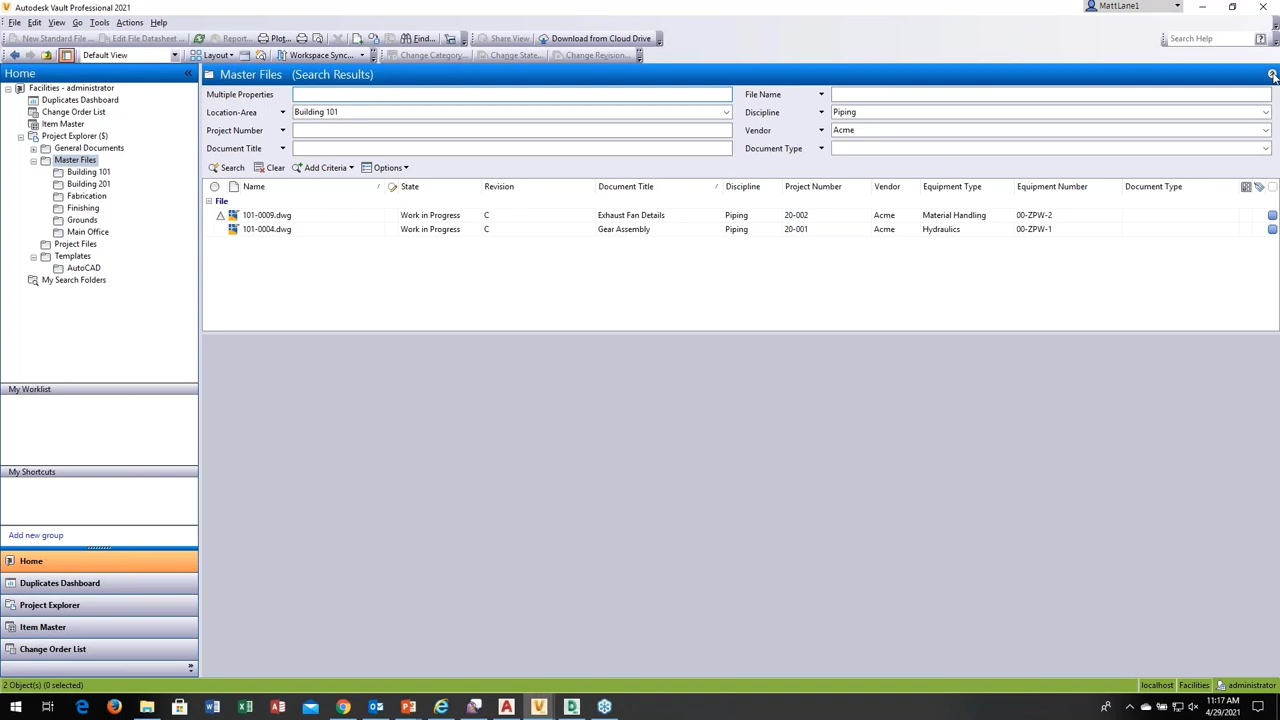 Autodesk Vault Professional 2021
MattLane1
File Edit View Go Tools Actions Help
New Standard File... Edit File Datasheet... Report... Plot... Find... Share View Download from Cloud Drive Search Help
Default View Layout Workspace Sync... Change Category... Change State... Change Revision...
Home
Facilities - administrator
Duplicates Dashboard
Change Order List
Item Master
Project Explorer ($)
General Documents
Master Files
Building 101
Building 201
Fabrication
Finishing
Grounds
Main Office
Project Files
Templates
AutoCAD
My Search Folders
My Worklist
My Shortcuts
Add new group
Home
Duplicates Dashboard
Project Explorer
Item Master
Change Order List
Master Files (Search Results)
Multiple Properties File Name
Location-Area Building 101 Discipline Piping
Project Number Vendor Acme
Document Title Document Type
Search Clear Add Criteria Options
Name State Revision Document Title Discipline Project Number Vendor Equipment Type Equipment Number Document Type
File
101-0009.dwg Work in Progress C Exhaust Fan Details Piping 20-002 Acme Material Handling 00-ZPW-2
101-0004.dwg Work in Progress C Gear Assembly Piping 20-001 Acme Hydraulics 00-ZPW-1
2 Object(s) (0 selected) localhost Facilities administrator
11:17 AM
4/29/2021